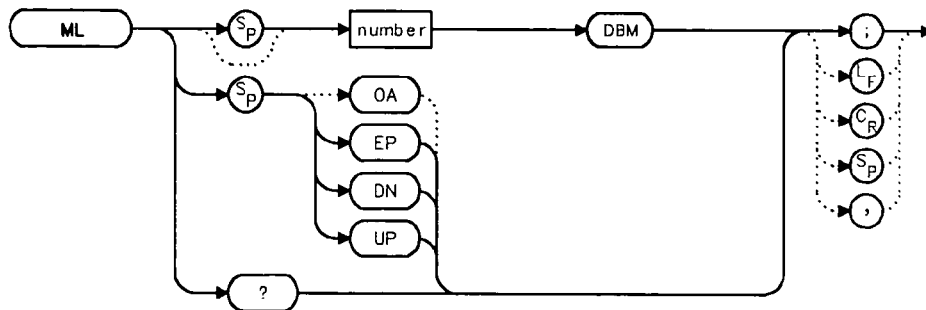 ML
SP
number
DBM
;
SP
OA
LF
EP
CR
DN
SP
UP
,
?